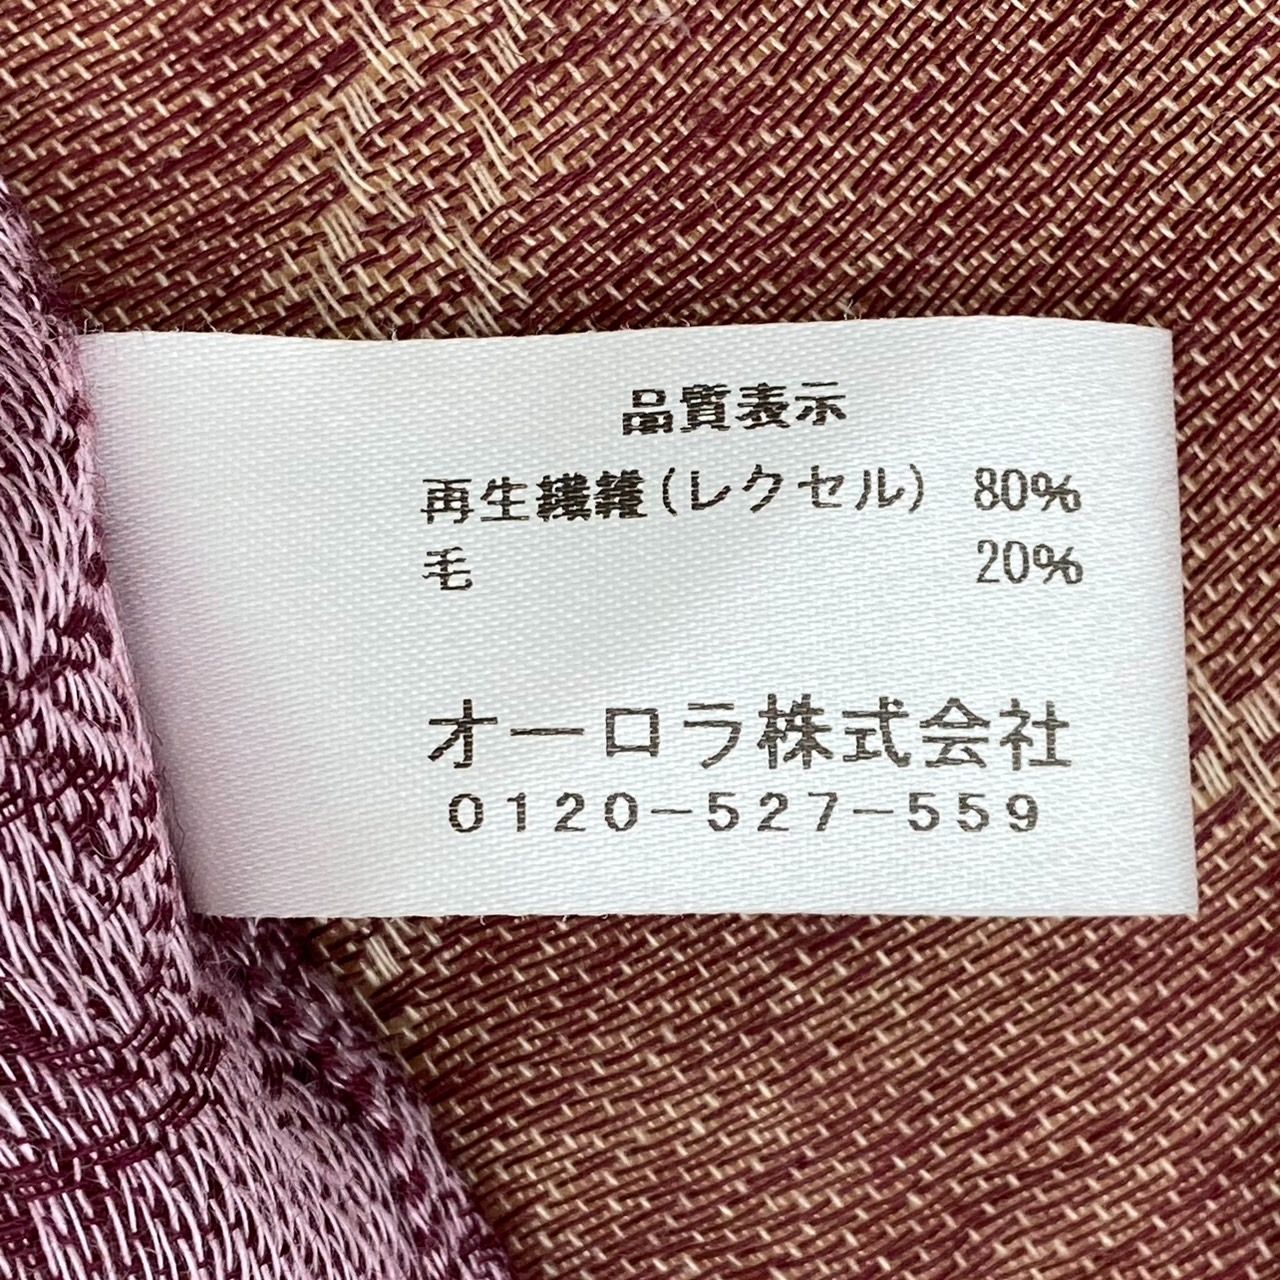 品質表示
再生繊維(レクセル) 80%
毛 20%
オーロラ株式会社
0120-527-559